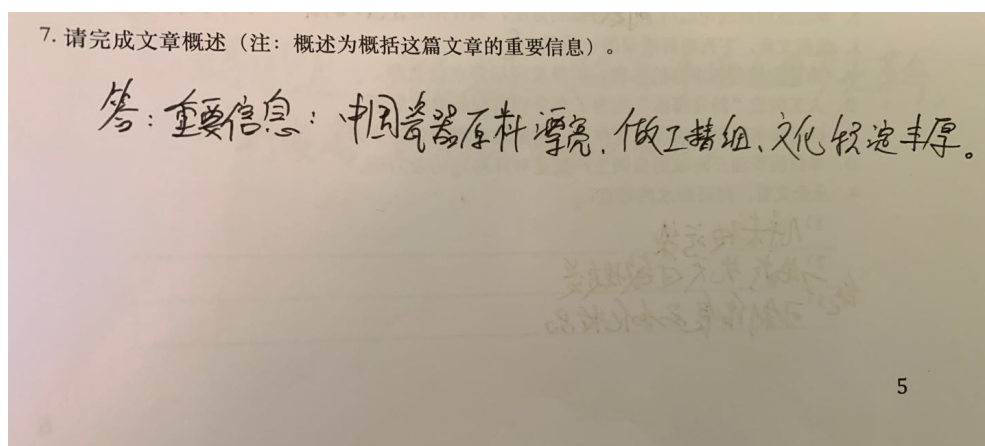 7. 请完成文章概述（注：概述为概括这篇文章的重要信息）。
答：重要信息：中国瓷器原料漂亮、做工精细、文化积淀丰厚。
5